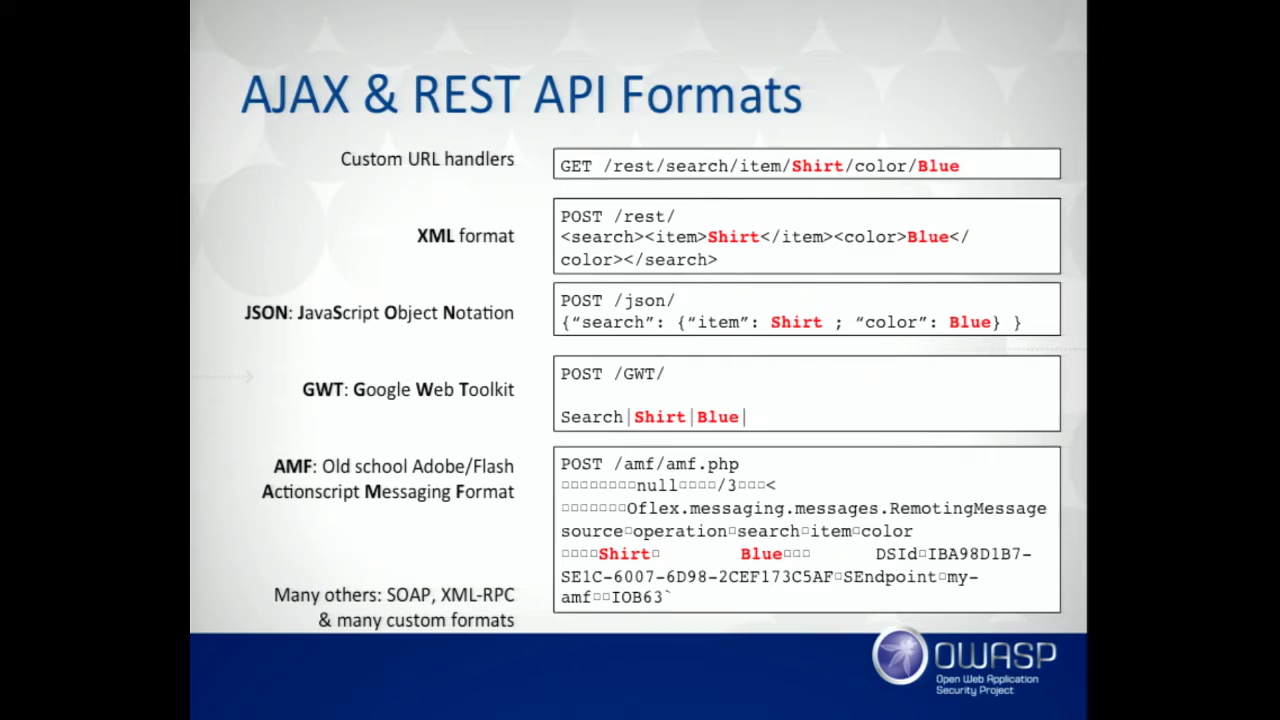 AJAX & REST API Formats
Custom URL handlers
GET /rest/search/item/Shirt/color/Blue
XML format
POST /rest/
<search><item>Shirt</item><color>Blue</
color></search>
JSON: JavaScript Object Notation
POST /json/
{“search”: {“item”: Shirt ; “color”: Blue} }
GWT: Google Web Toolkit
POST /GWT/
Search|Shirt|Blue|
AMF: Old school Adobe/Flash
Actionscript Messaging Format
POST /amf/amf.php
□□□□□□□□null□□□□/3□□□<
□□□□□□□Oflex.messaging.messages.RemotingMessage
source□operation□search□item□color
□□□□Shirt□ Blue□□□ DSId□IBA98D1B7-
SE1C-6007-6D98-2CEF173C5AF□SEndpoint□my-
amf□□IOB63`
Many others: SOAP, XML-RPC
& many custom formats
OWASP
Open Web Application
Security Project